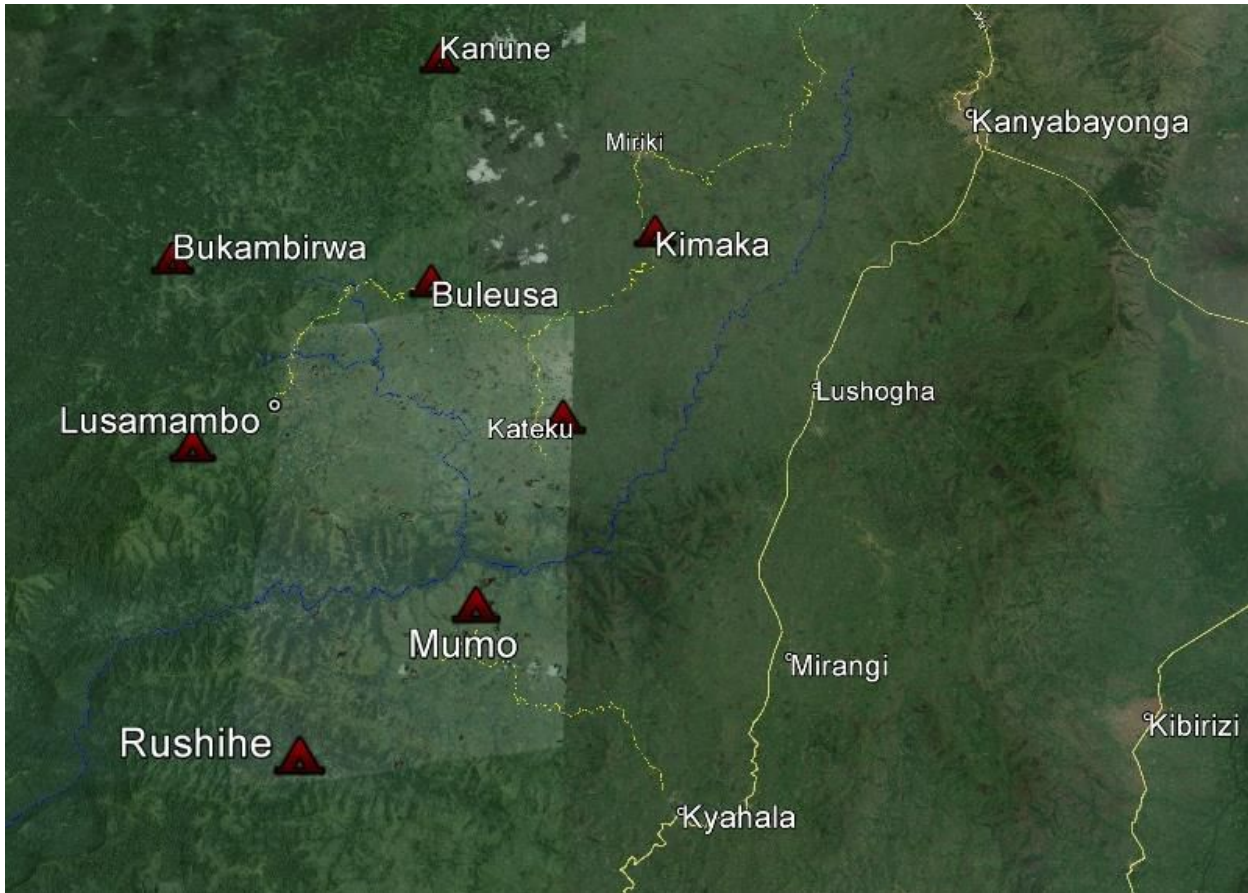 Kanune
Kanyabayonga
Miriki
Bukambirwa
Kimaka
Buleusa
Lushogha
Lusamambo
Kateku
Mumo
Mirangi
Kibirizi
Rushihe
Kyahala